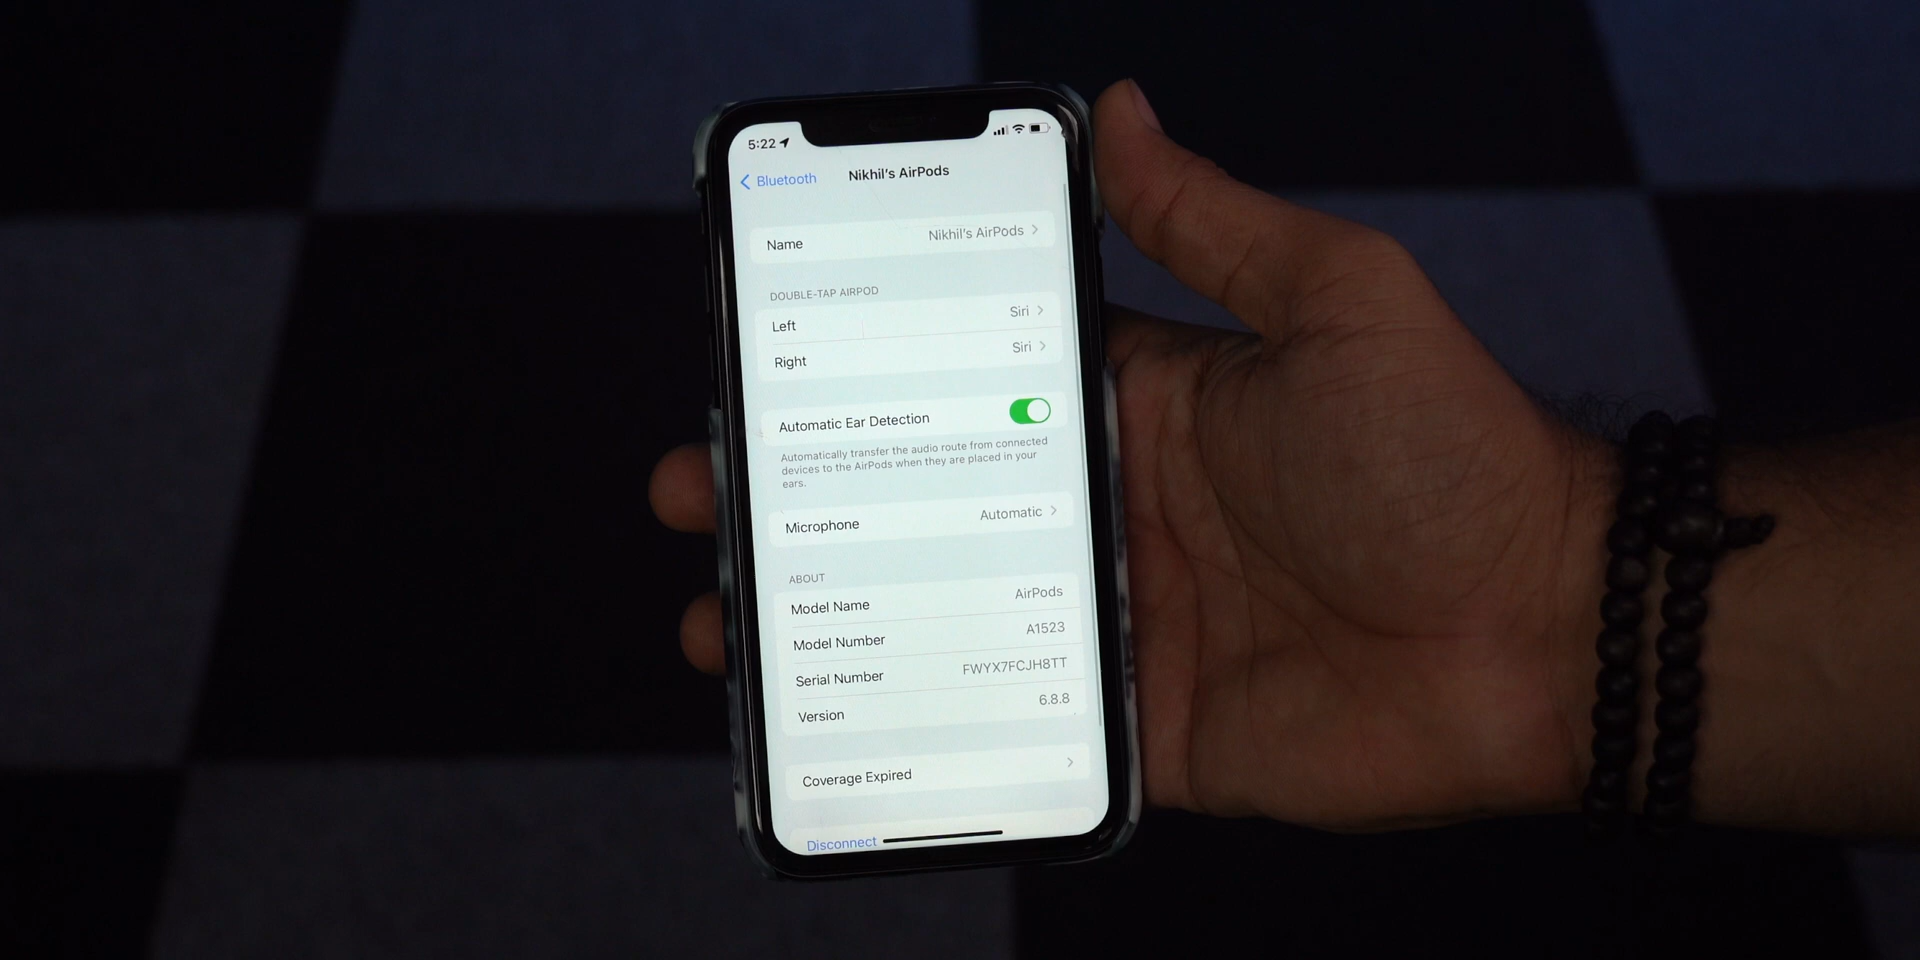 5:22
Bluetooth
Nikhil's AirPods
Name
Nikhil's AirPods
DOUBLE-TAP AIRPOD
Left
Siri
Right
Siri
Automatic Ear Detection
Automatically transfer the audio route from connected
devices to the AirPods when they are placed in your
ears.
Microphone
Automatic
ABOUT
Model Name
AirPods
Model Number
A1523
Serial Number
FWYX7FCJH8TT
Version
6.8.8
Coverage Expired
Disconnect